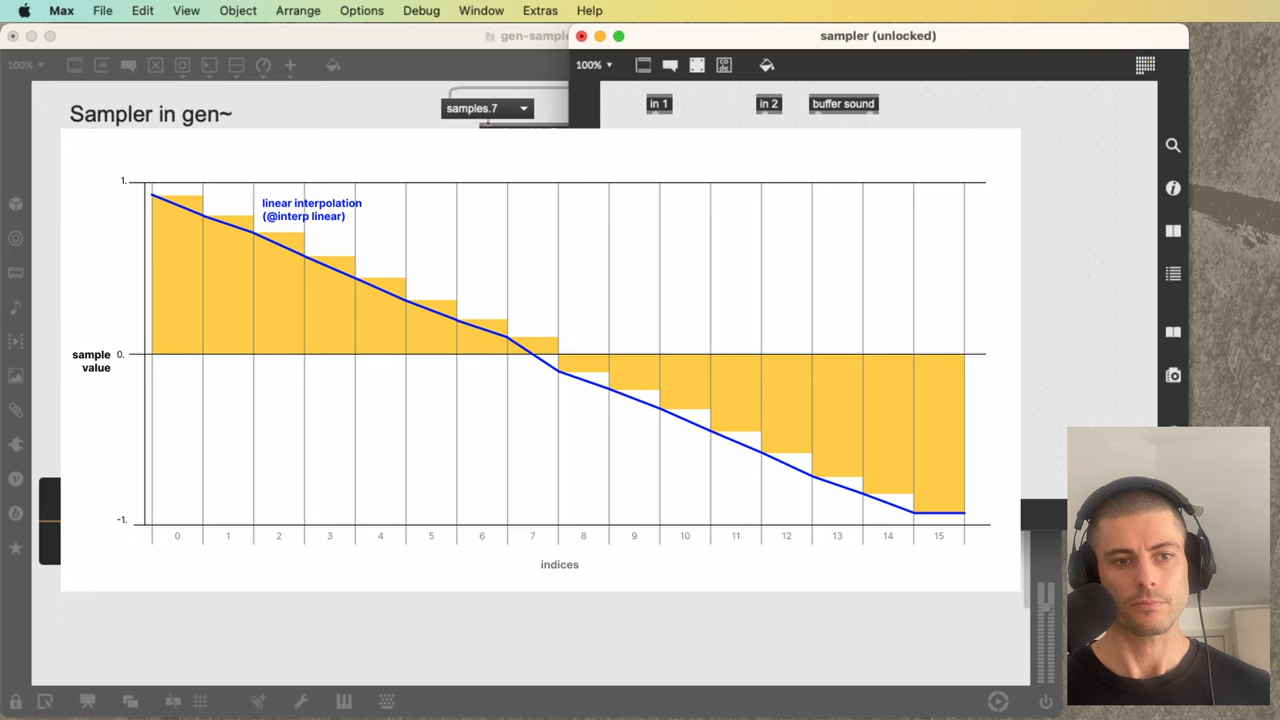 Max File Edit View Object Arrange Options Debug Window Extras Help
gen-sample
sampler (unlocked)
100%
100%
Sampler in gen~
samples.7
in 1
in 2
buffer sound
1.
linear interpolation
(@interp linear)
sample
value
0.
-1.
0 1 2 3 4 5 6 7 8 9 10 11 12 13 14 15
indices